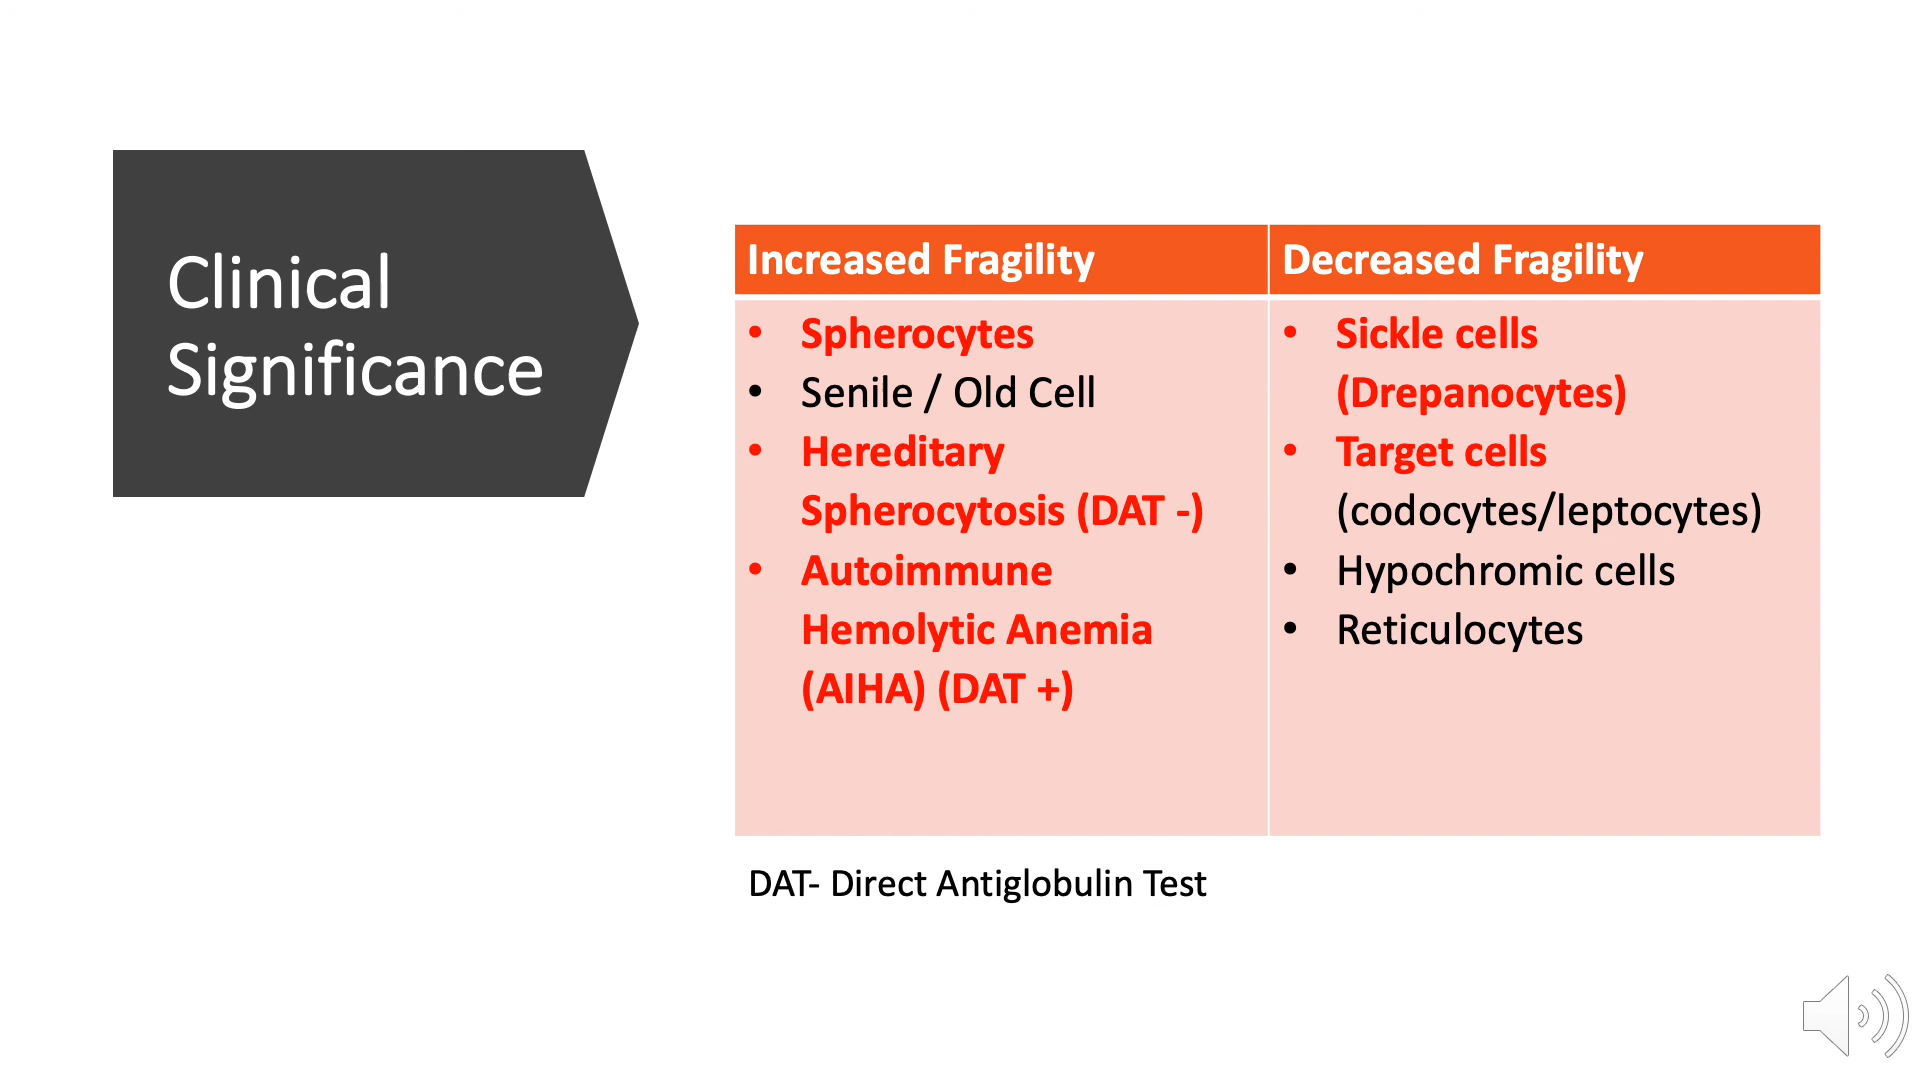 Clinical
Significance
Increased Fragility
• Spherocytes
• Senile / Old Cell
• Hereditary
Spherocytosis (DAT -)
• Autoimmune
Hemolytic Anemia
(AIHA) (DAT +)
Decreased Fragility
• Sickle cells
(Drepanocytes)
• Target cells
(codocytes/leptocytes)
• Hypochromic cells
• Reticulocytes
DAT- Direct Antiglobulin Test